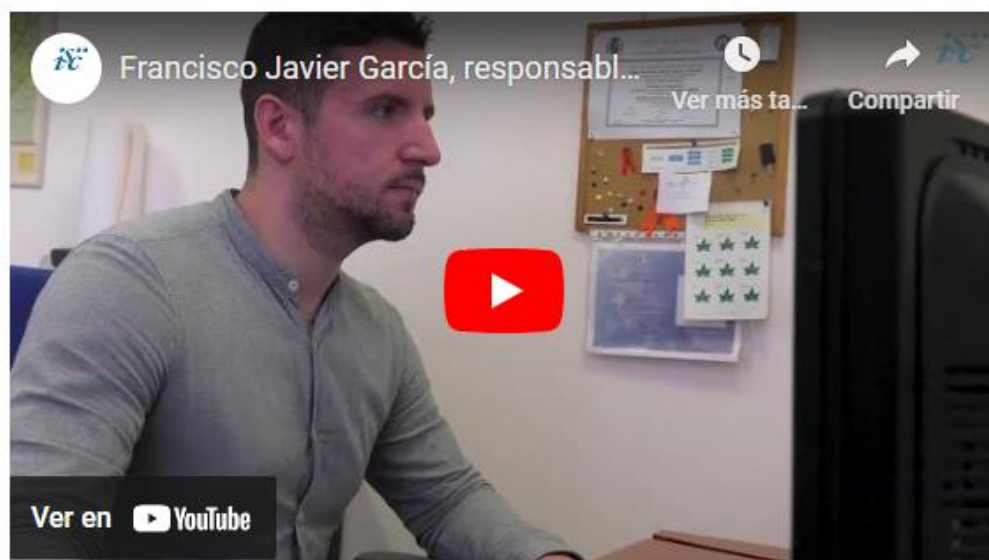 Francisco Javier García, responsabl...
Ver más ta...
Compartir
Ver en YouTube